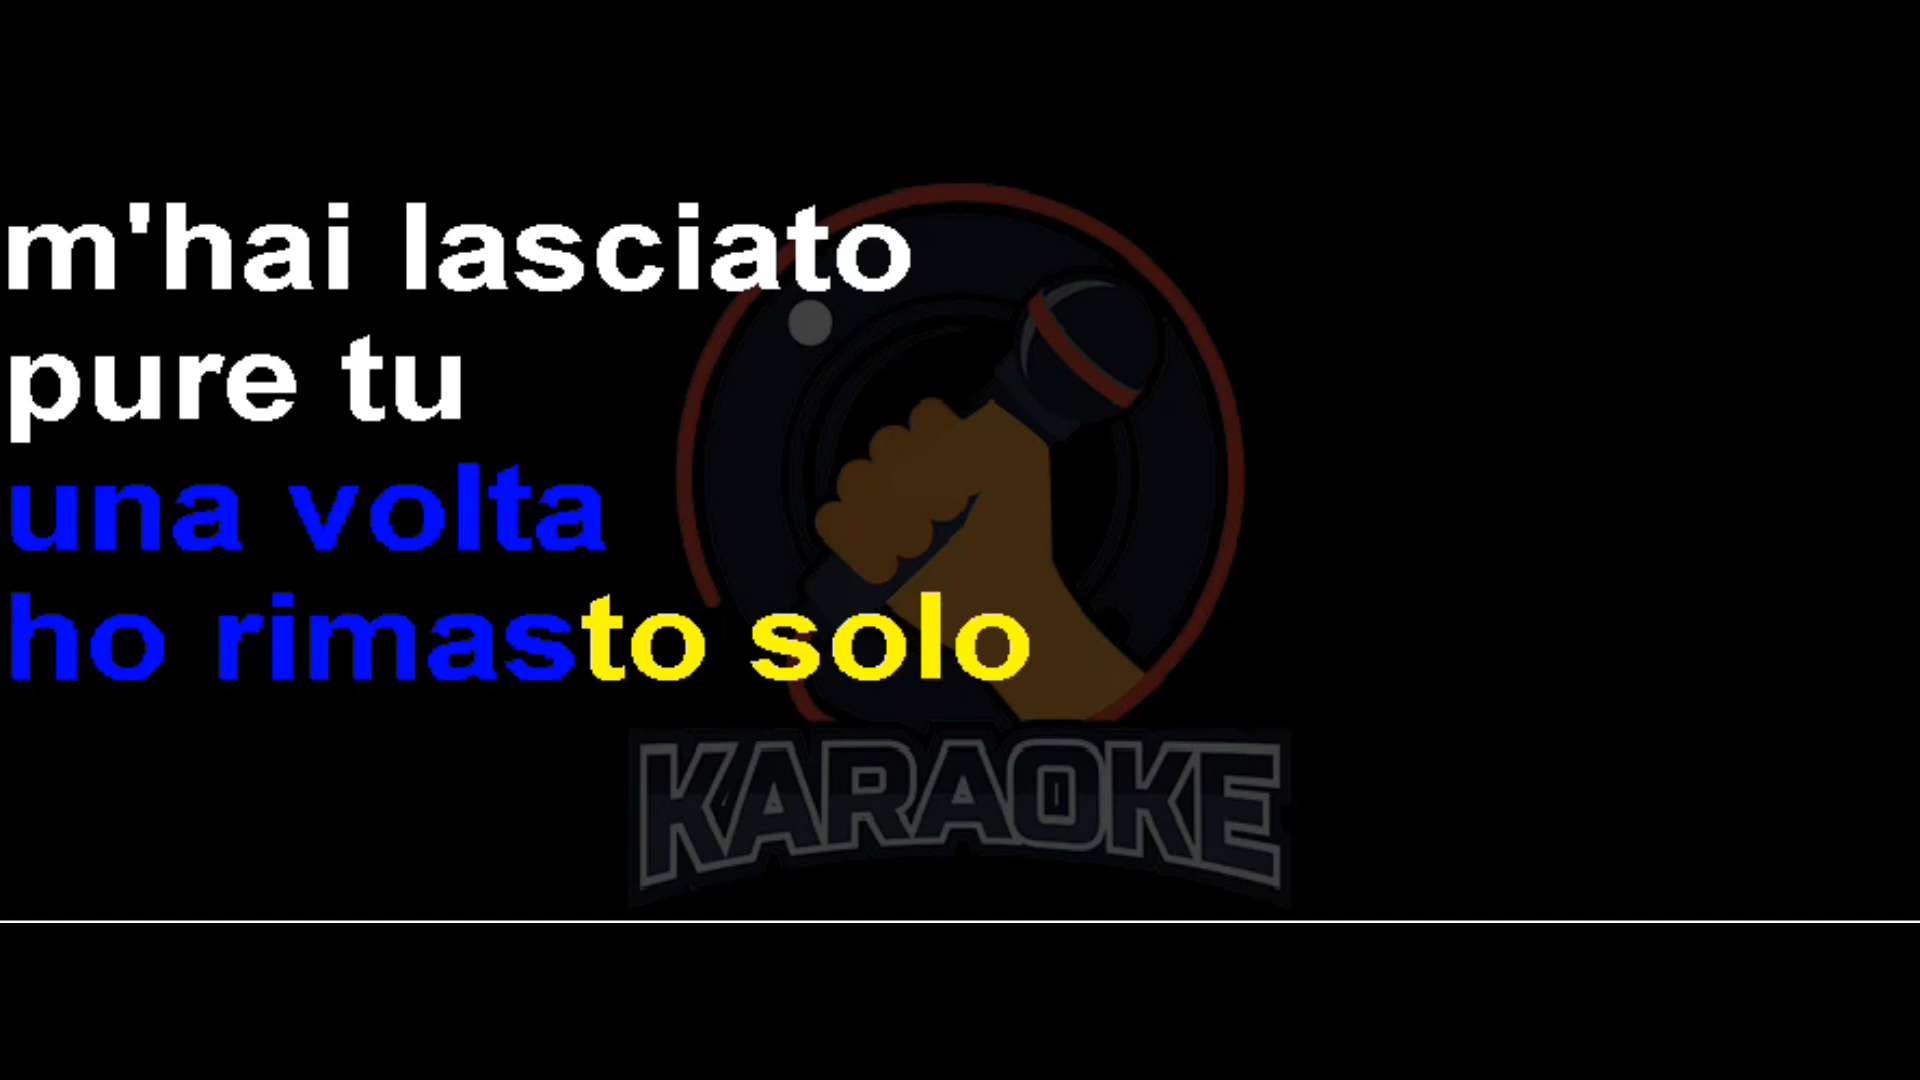 m'hai lasciato
pure tu
una volta
ho rimasto solo
KARAOKE